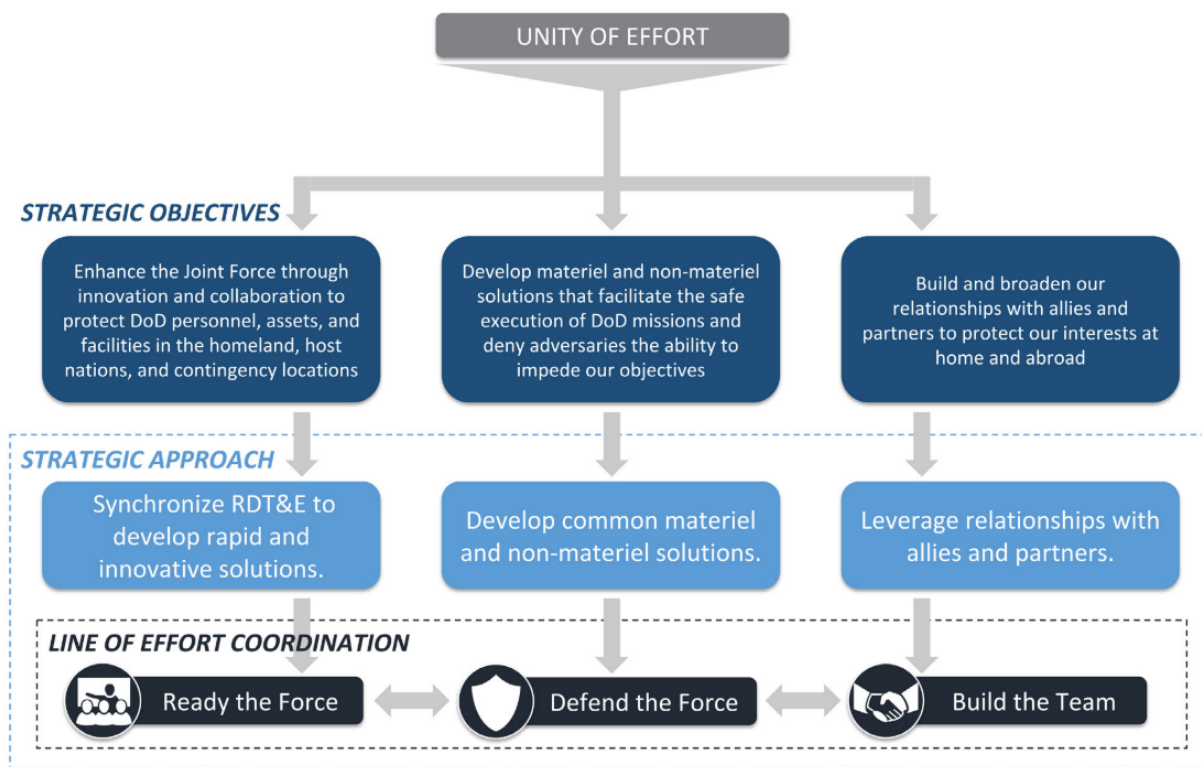 UNITY OF EFFORT
STRATEGIC OBJECTIVES
Enhance the Joint Force through
innovation and collaboration to
protect DoD personnel, assets, and
facilities in the homeland, host
nations, and contingency locations
Develop materiel and non-materiel
solutions that facilitate the safe
execution of DoD missions and
deny adversaries the ability to
impede our objectives
Build and broaden our
relationships with allies and
partners to protect our interests at
home and abroad
STRATEGIC APPROACH
Synchronize RDT&E to
develop rapid and
innovative solutions.
Develop common materiel
and non-materiel solutions.
Leverage relationships with
allies and partners.
LINE OF EFFORT COORDINATION
Ready the Force
Defend the Force
Build the Team